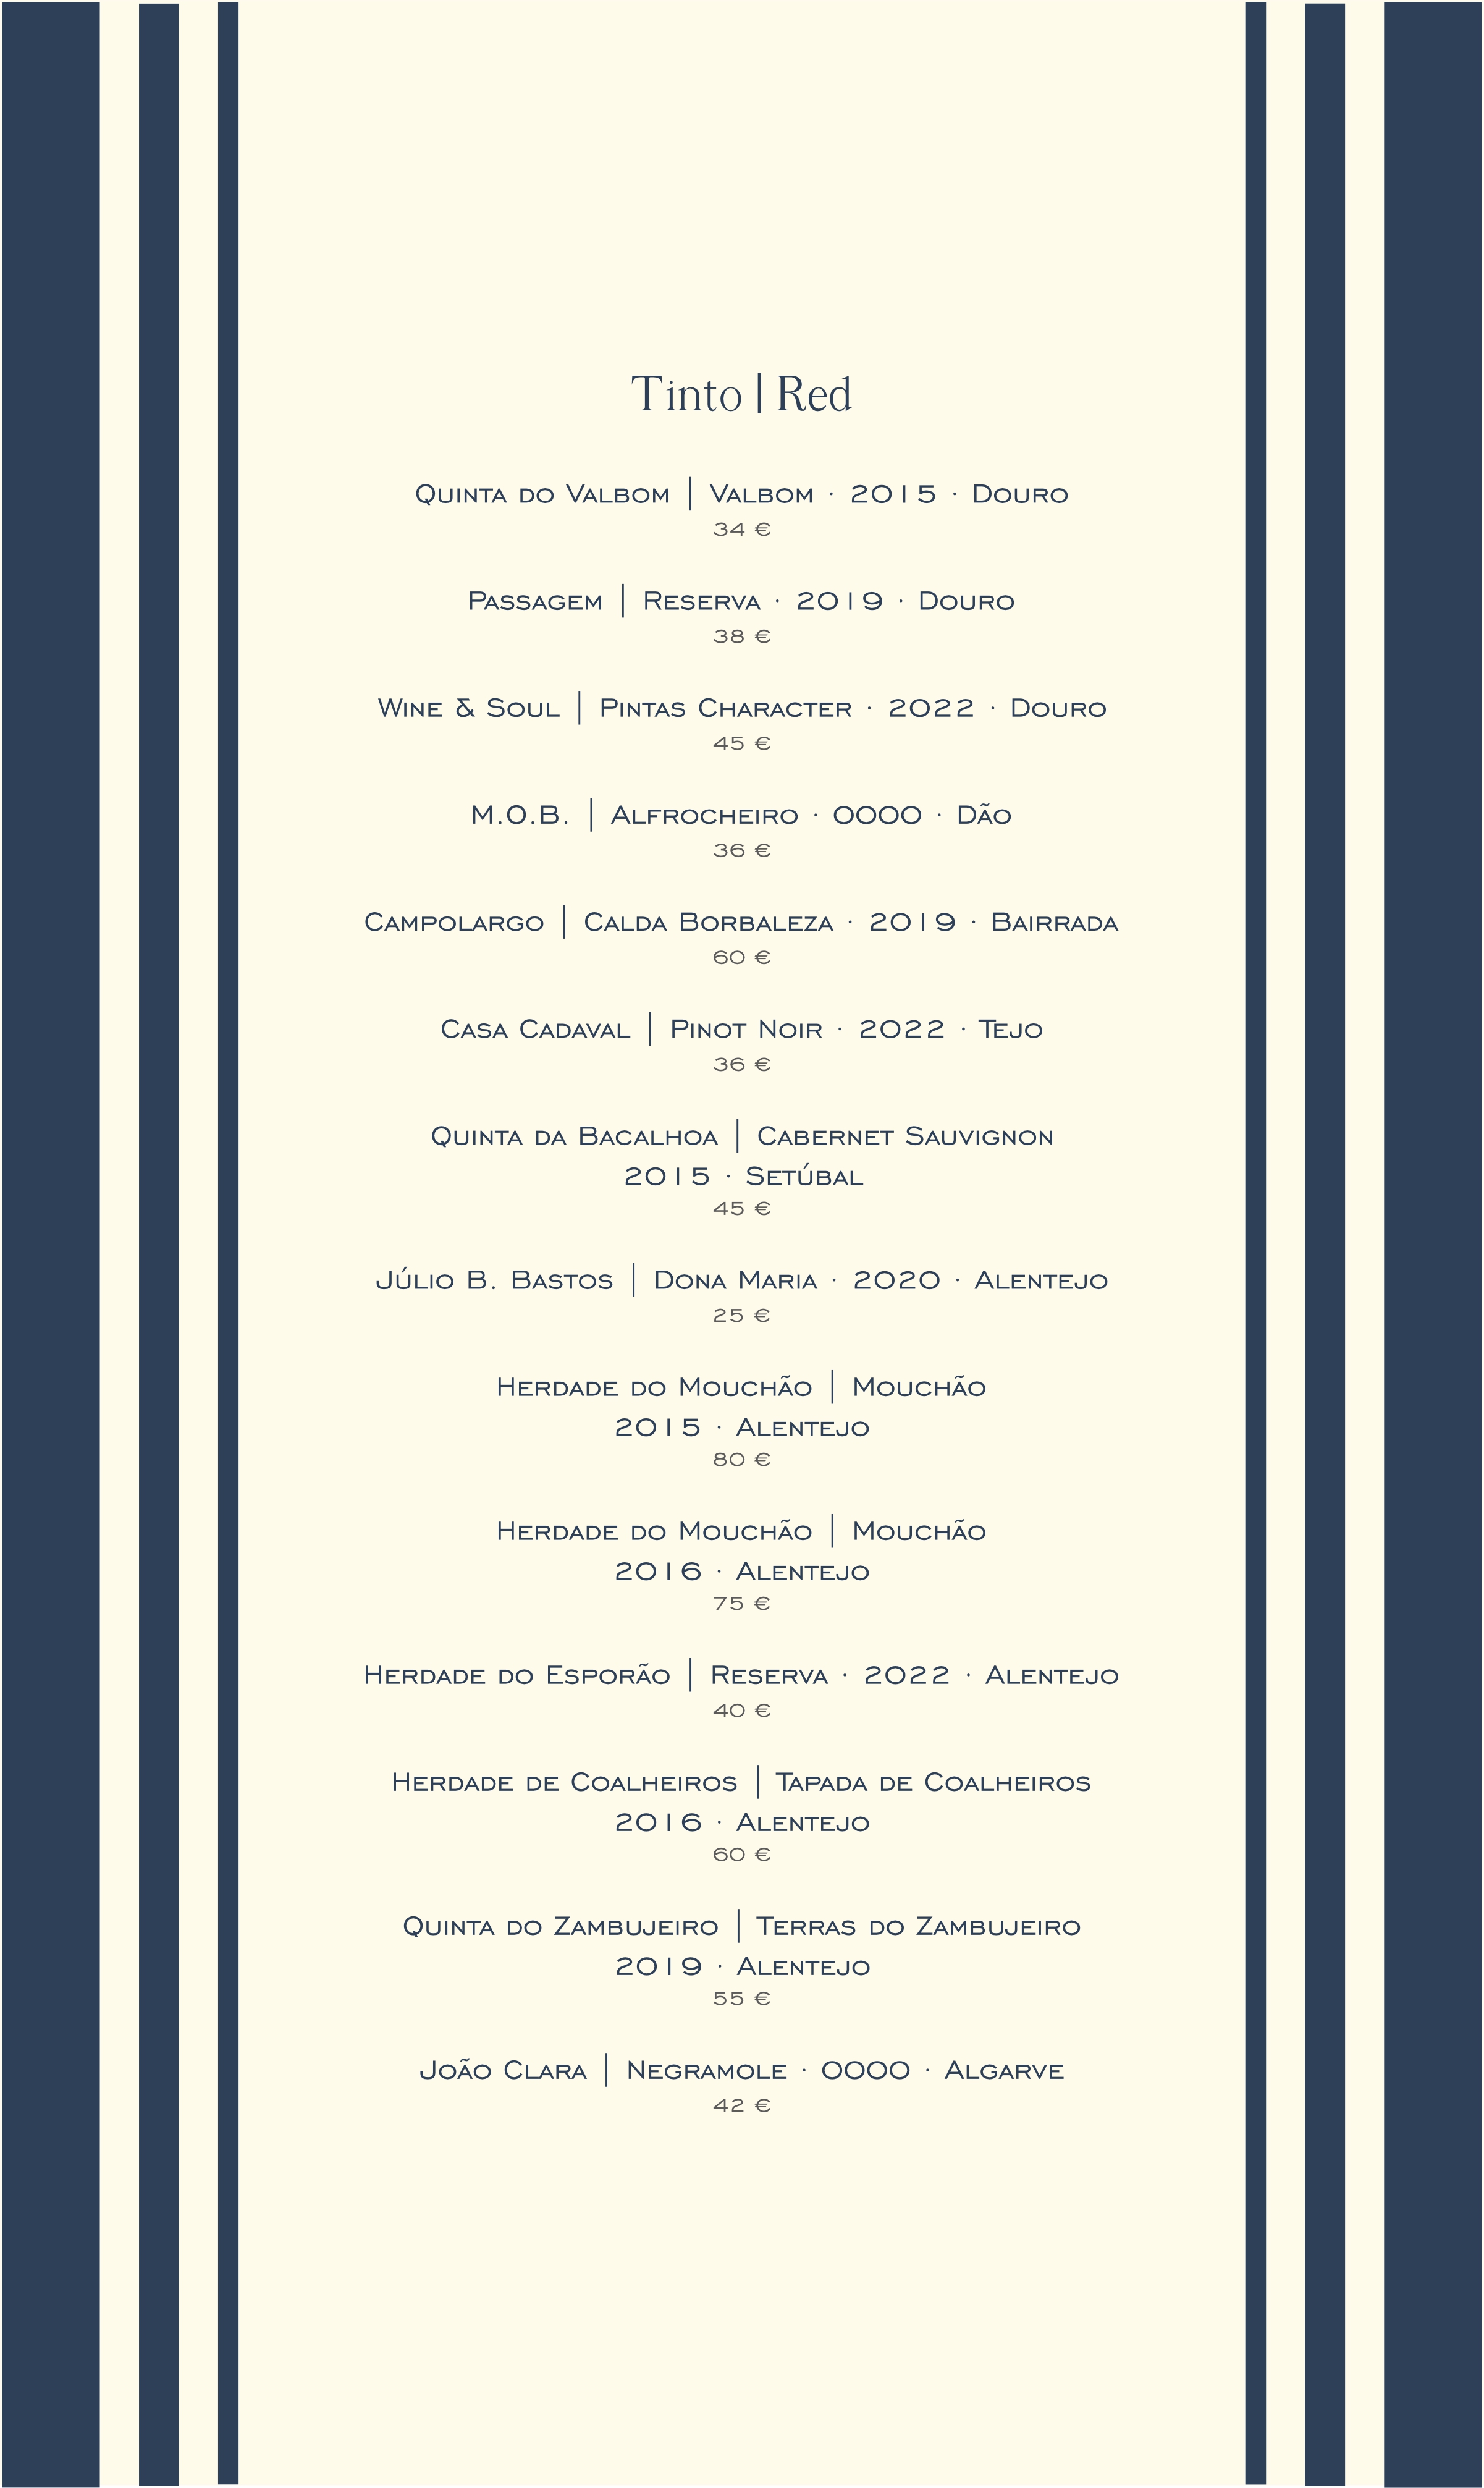 Tinto | Red
Quinta do Valbom | Valbom · 2015 · Douro
34 €
Passagem | Reserva · 2019 · Douro
38 €
Wine & Soul | Pintas Character · 2022 · Douro
45 €
M.O.B. | Alfrocheiro · 0000 · Dão
36 €
Campolargo | Calda Borbaleza · 2019 · Bairrada
60 €
Casa Cadaval | Pinot Noir · 2022 · Tejo
36 €
Quinta da Bacalhoa | Cabernet Sauvignon
2015 · Setúbal
45 €
Júlio B. Bastos | Dona Maria · 2020 · Alentejo
25 €
Herdade do Mouchão | Mouchão
2015 · Alentejo
80 €
Herdade do Mouchão | Mouchão
2016 · Alentejo
75 €
Herdade do Esporão | Reserva · 2022 · Alentejo
40 €
Herdade de Coalheiros | Tapada de Coalheiros
2016 · Alentejo
60 €
Quinta do Zambujeiro | Terras do Zambujeiro
2019 · Alentejo
55 €
João Clara | Negramole · 0000 · Algarve
42 €